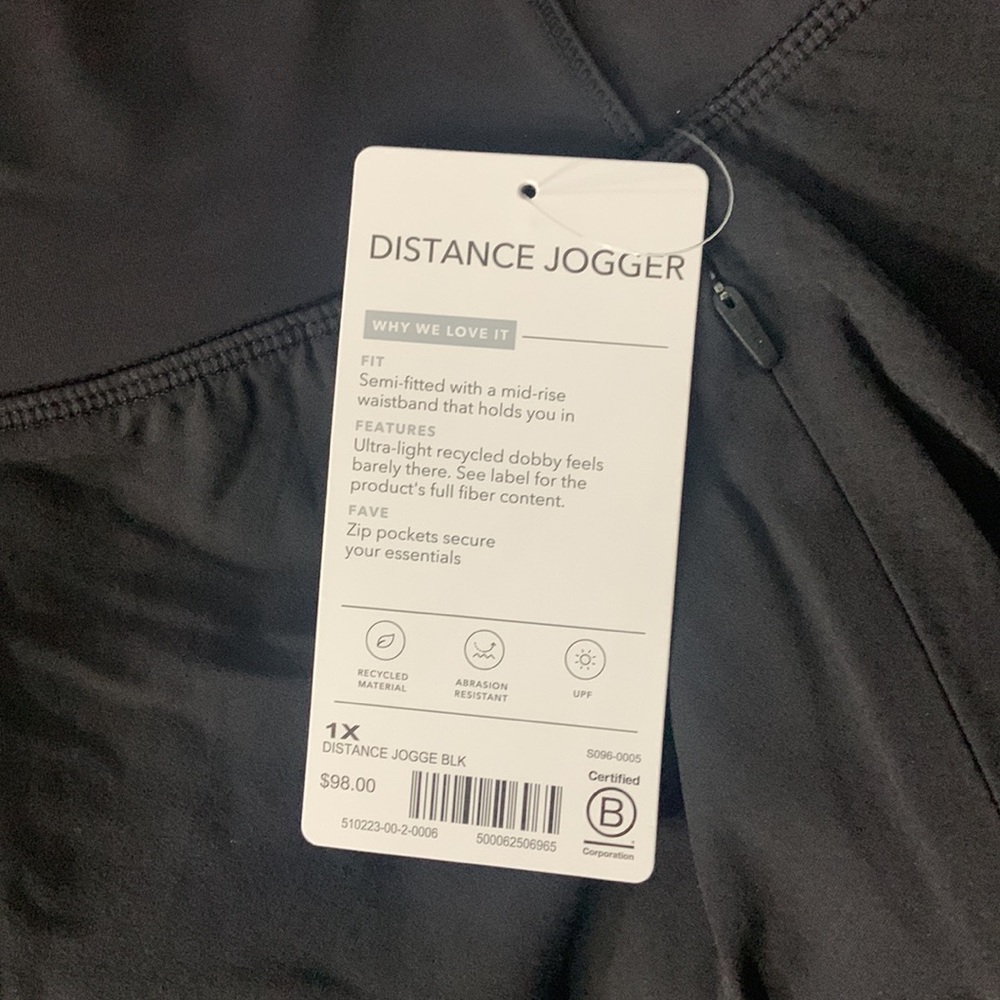 DISTANCE JOGGER
WHY WE LOVE IT
FIT
Semi-fitted with a mid-rise
waistband that holds you in
FEATURES
Ultra-light recycled dobby feels
barely there. See label for the
product's full fiber content.
FAVE
Zip pockets secure
your essentials
RECYCLED
MATERIAL
ABRASION
RESISTANT
UPF
1X
DISTANCE JOGGE BLK
S096-0005
$98.00
510223-00-2-0006
500062506965
Certified
B
Corporation